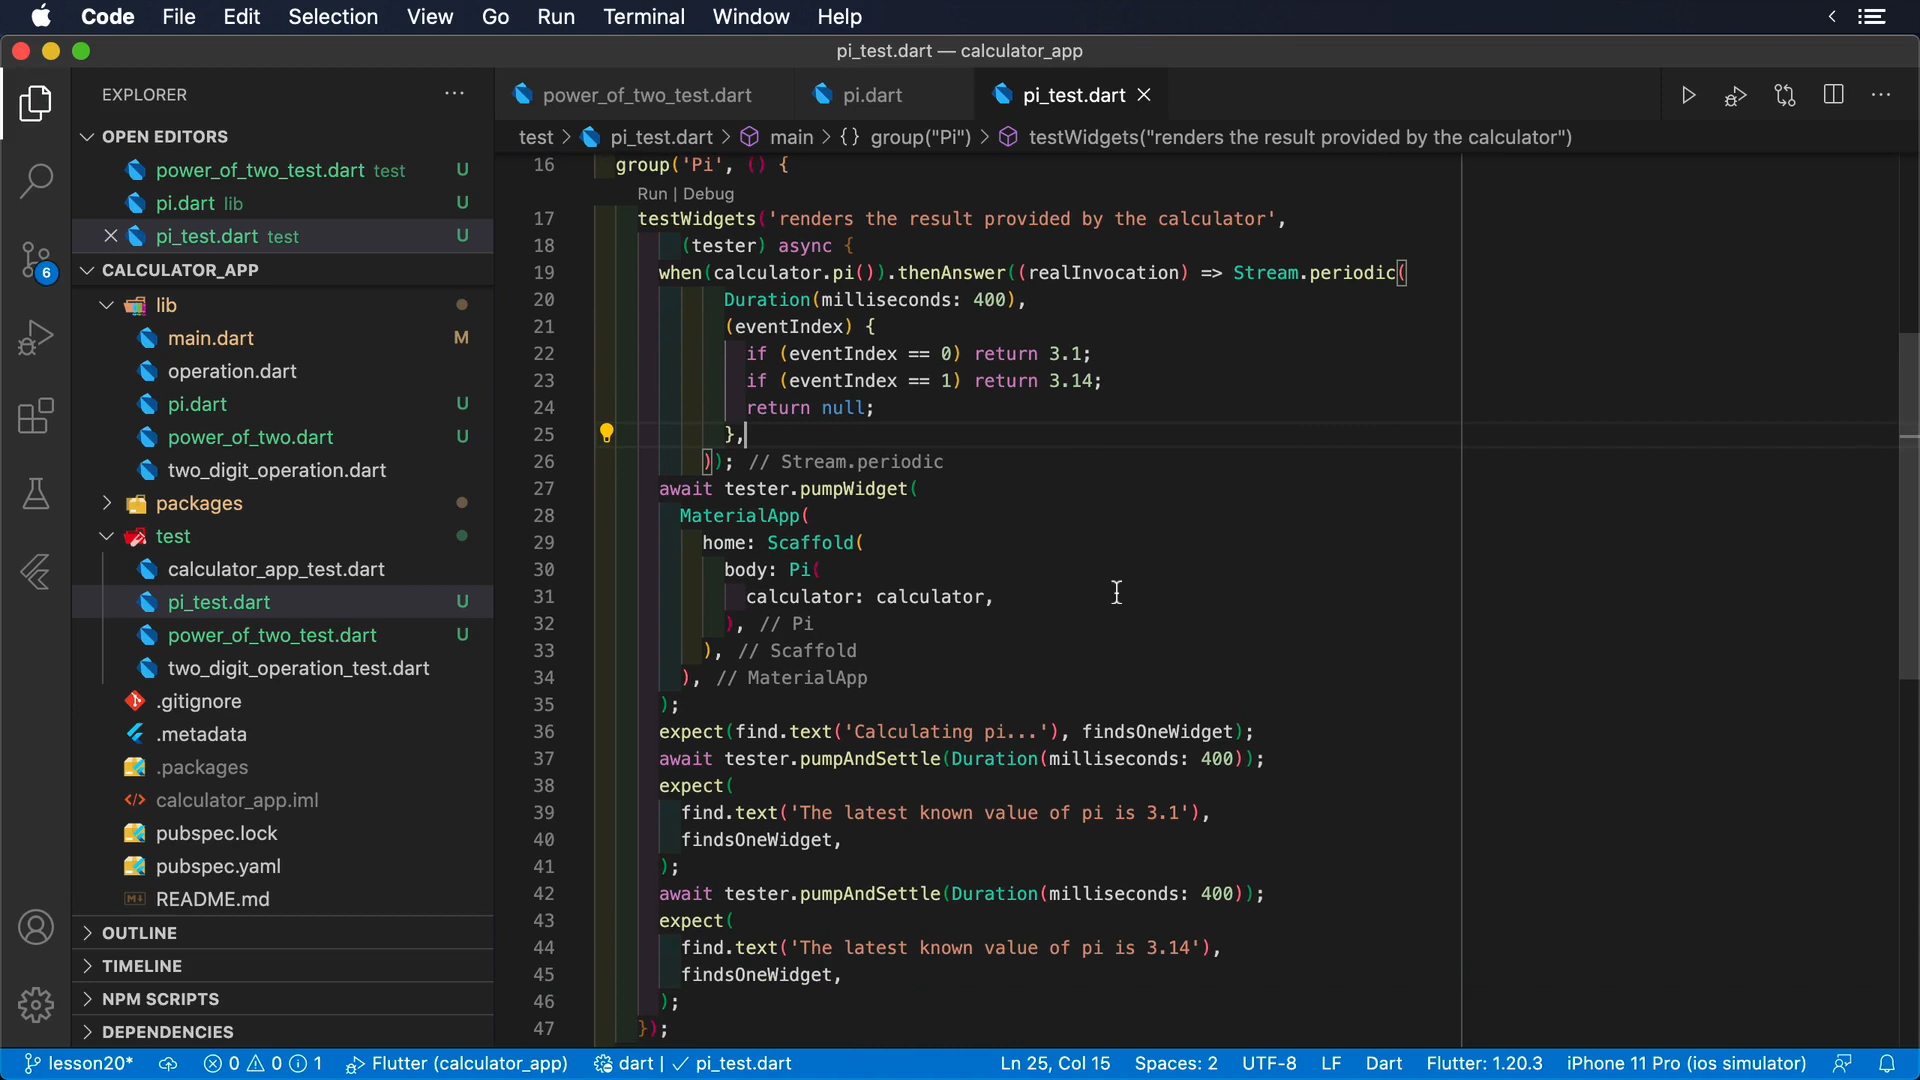 Code File Edit Selection View Go Run Terminal Window Help
pi_test.dart — calculator_app
EXPLORER
OPEN EDITORS
power_of_two_test.dart test U
pi.dart lib U
pi_test.dart test U
CALCULATOR_APP
lib
main.dart M
operation.dart
pi.dart U
power_of_two.dart U
two_digit_operation.dart
packages
test
calculator_app_test.dart
pi_test.dart U
power_of_two_test.dart U
two_digit_operation_test.dart
.gitignore
.metadata
.packages
calculator_app.iml
pubspec.lock
pubspec.yaml
README.md
OUTLINE
TIMELINE
NPM SCRIPTS
DEPENDENCIES
6
power_of_two_test.dart pi.dart pi_test.dart
test > pi_test.dart > main > {} group("Pi") > testWidgets("renders the result provided by the calculator")
16 group('Pi', () {
Run | Debug
17 testWidgets('renders the result provided by the calculator',
18 (tester) async {
19 when(calculator.pi()).thenAnswer((realInvocation) => Stream.periodic(
20 Duration(milliseconds: 400),
21 (eventIndex) {
22 if (eventIndex == 0) return 3.1;
23 if (eventIndex == 1) return 3.14;
24 return null;
25 },
26 )); // Stream.periodic
27 await tester.pumpWidget(
28 MaterialApp(
29 home: Scaffold(
30 body: Pi(
31 calculator: calculator,
32 ), // Pi
33 ), // Scaffold
34 ), // MaterialApp
35 );
36 expect(find.text('Calculating pi...'), findsOneWidget);
37 await tester.pumpAndSettle(Duration(milliseconds: 400));
38 expect(
39 find.text('The latest known value of pi is 3.1'),
40 findsOneWidget,
41 );
42 await tester.pumpAndSettle(Duration(milliseconds: 400));
43 expect(
44 find.text('The latest known value of pi is 3.14'),
45 findsOneWidget,
46 );
47 });
lesson20* 0 0 1 Flutter (calculator_app) dart | ✓ pi_test.dart Ln 25, Col 15 Spaces: 2 UTF-8 LF Dart Flutter: 1.20.3 iPhone 11 Pro (ios simulator)